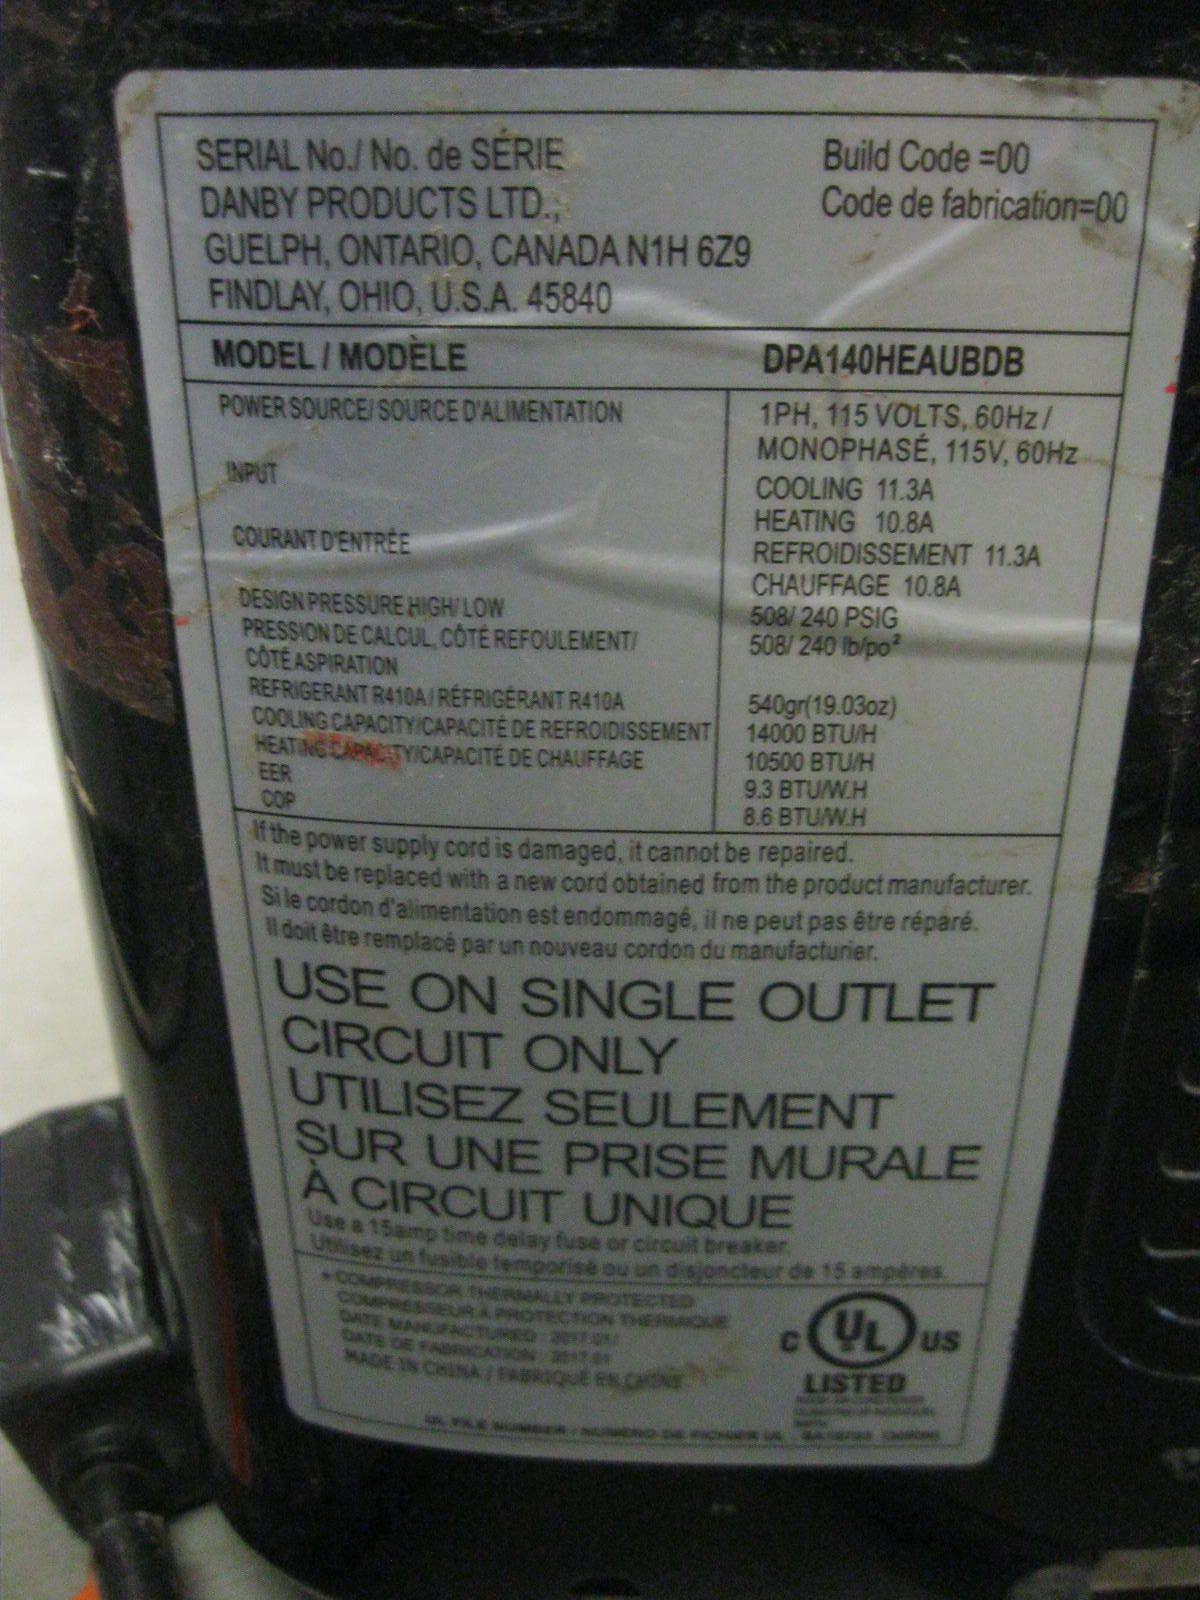 SERIAL No./ No. de SÉRIE
Build Code =00
DANBY PRODUCTS LTD.,
Code de fabrication=00
GUELPH, ONTARIO, CANADA N1H 6Z9
FINDLAY, OHIO, U.S.A. 45840
MODEL / MODÈLE DPA140HEAUBDB
POWER SOURCE/ SOURCE D'ALIMENTATION 1PH, 115 VOLTS, 60Hz /
MONOPHASÉ, 115V, 60Hz
INPUT COOLING 11.3A
HEATING 10.8A
COURANT D'ENTRÉE REFROIDISSEMENT 11.3A
CHAUFFAGE 10.8A
DESIGN PRESSURE HIGH/ LOW 508/ 240 PSIG
PRESSION DE CALCUL, CÔTÉ REFOULEMENT/ 508/ 240 lb/po²
CÔTÉ ASPIRATION
REFRIGERANT R410A / RÉFRIGÉRANT R410A 540gr(19.03oz)
COOLING CAPACITY/CAPACITÉ DE REFROIDISSEMENT 14000 BTU/H
HEATING CAPACITY/CAPACITÉ DE CHAUFFAGE 10500 BTU/H
EER 9.3 BTU/W.H
COP 8.6 BTU/W.H
If the power supply cord is damaged, it cannot be repaired.
It must be replaced with a new cord obtained from the product manufacturer.
Si le cordon d'alimentation est endommagé, il ne peut pas être réparé.
Il doit être remplacé par un nouveau cordon du manufacturier.
USE ON SINGLE OUTLET
CIRCUIT ONLY
UTILISEZ SEULEMENT
SUR UNE PRISE MURALE
À CIRCUIT UNIQUE
Use a 15amp time delay fuse or circuit breaker.
Utilisez un fusible temporisé ou un disjoncteur de 15 ampères.
* COMPRESSOR THERMALLY PROTECTED
COMPRESSEUR À PROTECTION THERMIQUE
DATE MANUFACTURED : 2017.01/
DATE DE FABRICATION : 2017.01
MADE IN CHINA / FABRIQUÉ EN CHINE
C UL US
LISTED
UL FILE NUMBER / NUMERO DE FICHIER UL